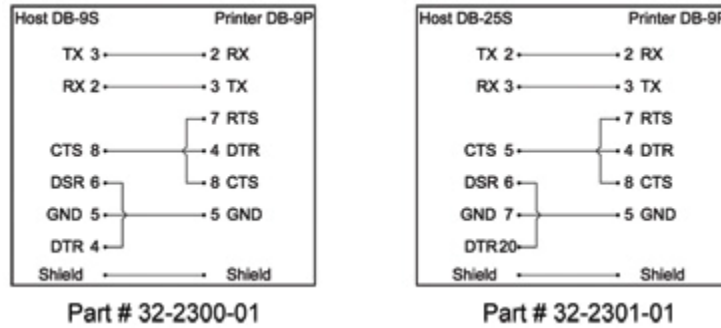 Host DB-9S Printer DB-9P
TX 3 2 RX
RX 2 3 TX
7 RTS
CTS 8 4 DTR
DSR 6 8 CTS
GND 5 5 GND
DTR 4
Shield Shield
Part # 32-2300-01
Host DB-25S Printer DB-9P
TX 2 2 RX
RX 3 3 TX
7 RTS
CTS 5 4 DTR
DSR 6 8 CTS
GND 7 5 GND
DTR 20
Shield Shield
Part # 32-2301-01